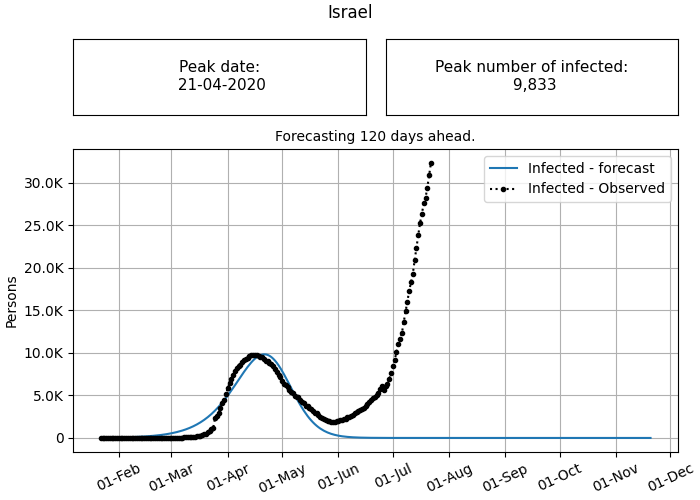 Israel
Peak date:
21-04-2020
Peak number of infected:
9,833
Forecasting 120 days ahead.
Infected - forecast
Infected - Observed
Persons
30.0K
25.0K
20.0K
15.0K
10.0K
5.0K
0
01-Feb
01-Mar
01-Apr
01-May
01-Jun
01-Jul
01-Aug
01-Sep
01-Oct
01-Nov
01-Dec